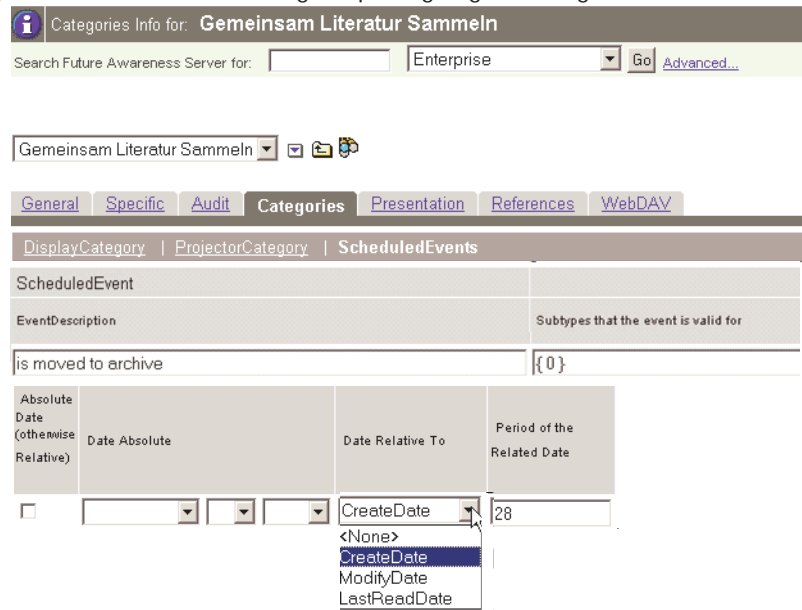 Categories Info for: Gemeinsam Literatur Sammeln
Search Future Awareness Server for: Enterprise Go Advanced...
Gemeinsam Literatur Sammeln
General Specific Audit Categories Presentation References WebDAV
DisplayCategory | ProjectorCategory | ScheduledEvents
ScheduledEvent
EventDescription Subtypes that the event is valid for
is moved to archive {0}
Absolute
Date
(otherwise
Relative)
Date Absolute
Date Relative To
Period of the
Related Date
CreateDate 28
<None>
CreateDate
ModifyDate
LastReadDate